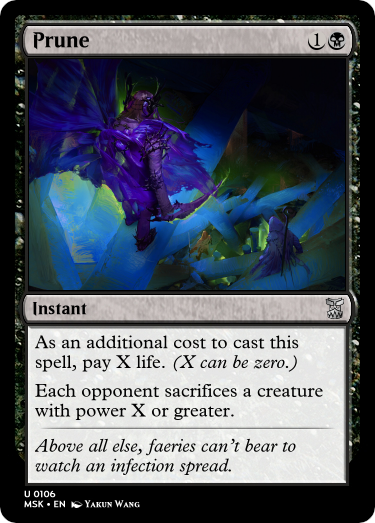 Prune 1
Instant
As an additional cost to cast this
spell, pay X life. (X can be zero.)
Each opponent sacrifices a creature
with power X or greater.
Above all else, faeries can't bear to
watch an infection spread.
U 0106
MSK • EN Yakun Wang